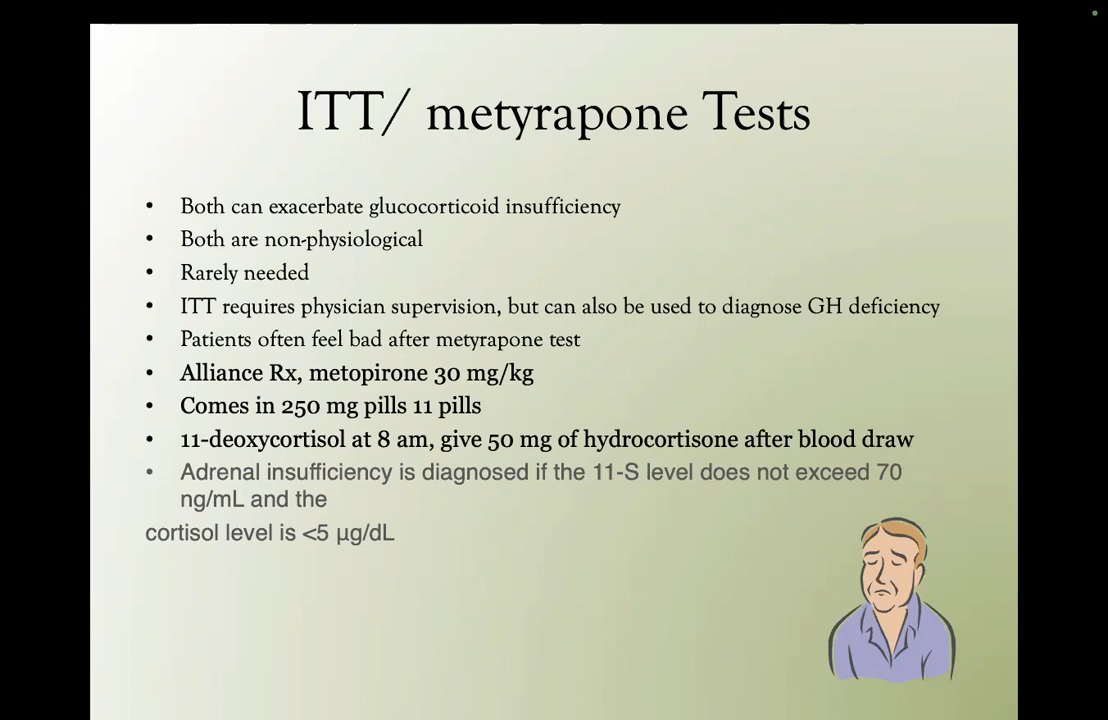 ITT/ metyrapone Tests
• Both can exacerbate glucocorticoid insufficiency
• Both are non-physiological
• Rarely needed
• ITT requires physician supervision, but can also be used to diagnose GH deficiency
• Patients often feel bad after metyrapone test
• Alliance Rx, metopirone 30 mg/kg
• Comes in 250 mg pills 11 pills
• 11-deoxycortisol at 8 am, give 50 mg of hydrocortisone after blood draw
• Adrenal insufficiency is diagnosed if the 11-S level does not exceed 70
ng/mL and the
cortisol level is <5 µg/dL